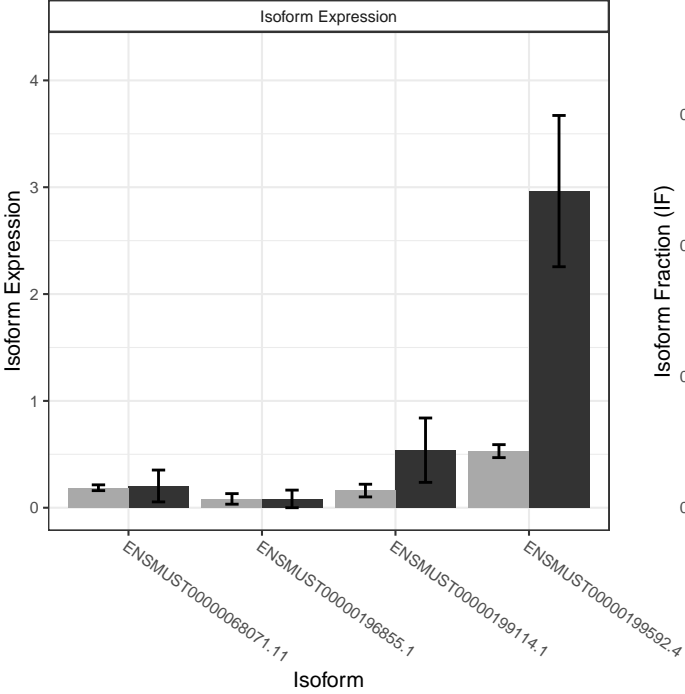 Isoform Expression
Isoform Expression
4
3
2
1
0
ENSMUST00000068071.11
ENSMUST00000196855.1
ENSMUST00000199114.1
ENSMUST00000199592.4
Isoform
Isoform Fraction (IF)